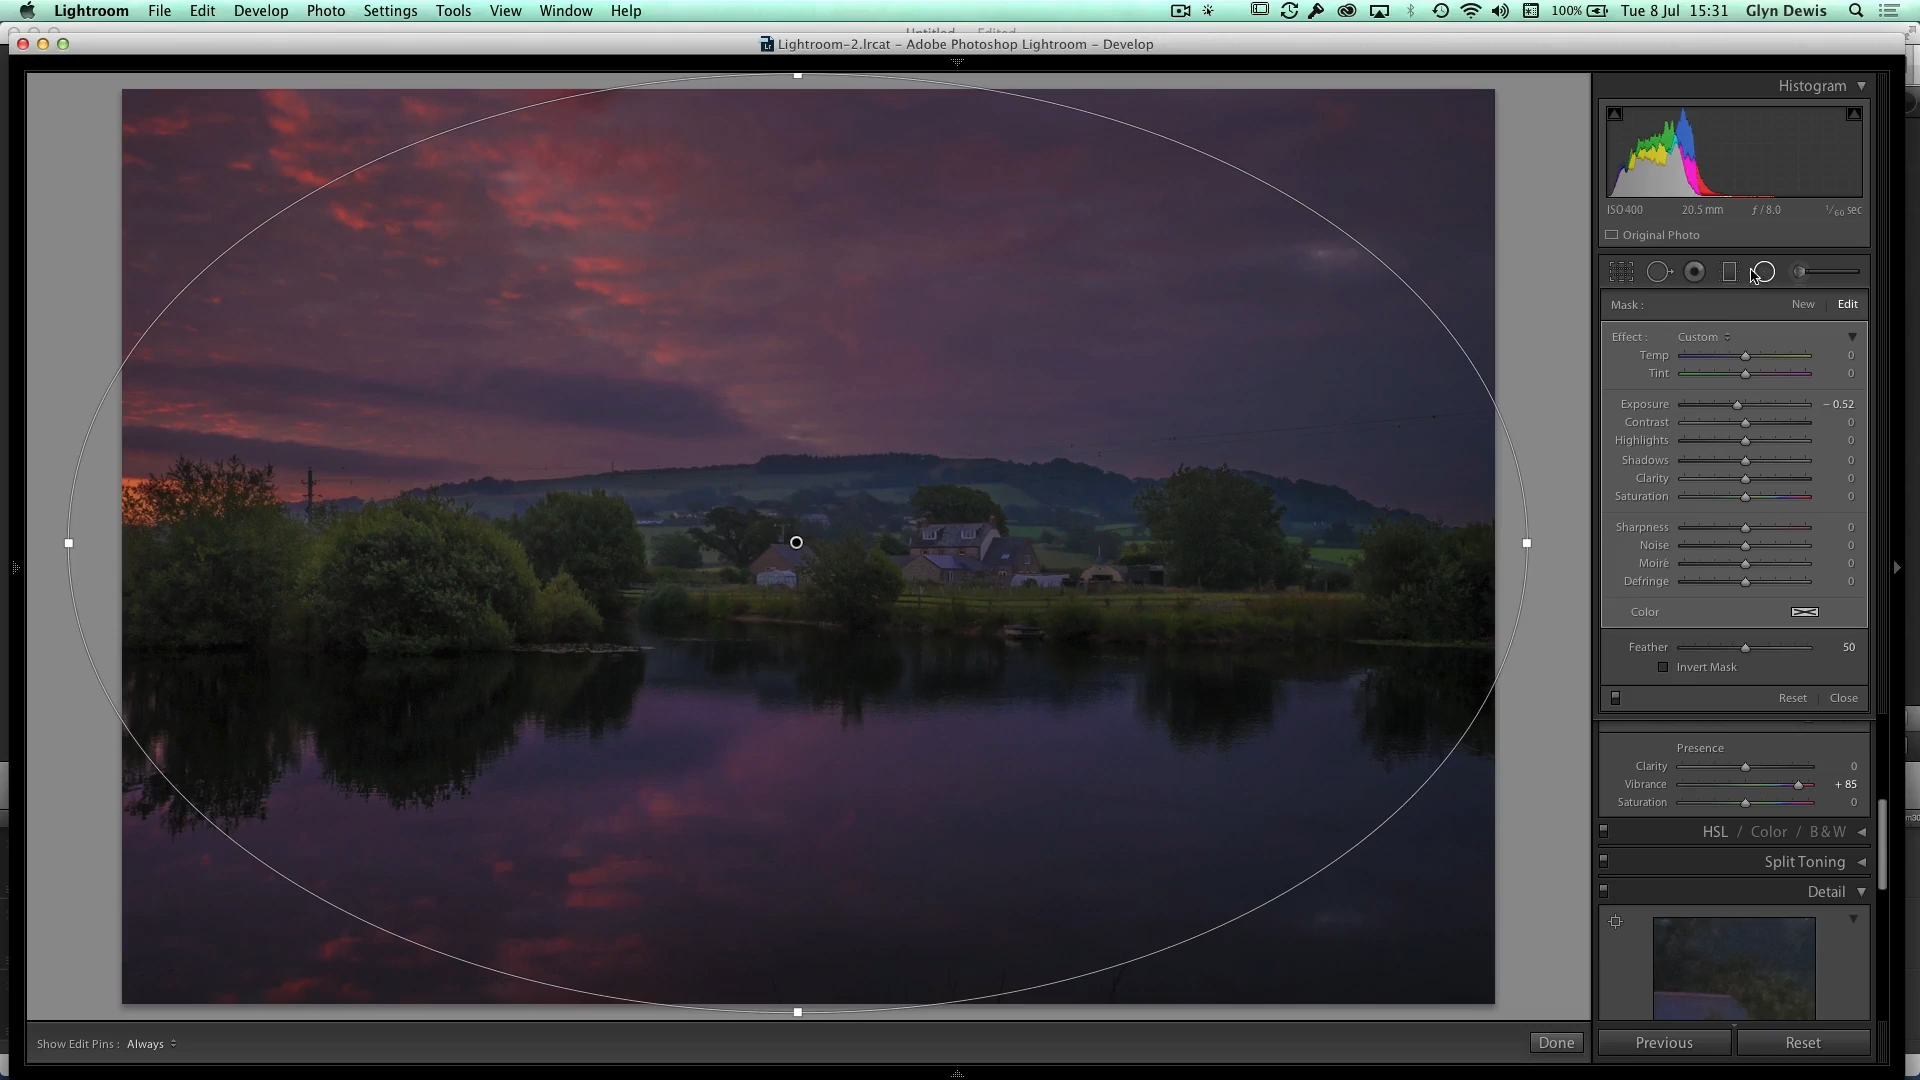 Lightroom File Edit Develop Photo Settings Tools View Window Help 100% Tue 8 Jul 15:31 Glyn Dewis
Lightroom-2.lrcat – Adobe Photoshop Lightroom – Develop
Histogram
ISO 400 20.5 mm ƒ / 8.0 1/60 sec
Original Photo
Mask : New Edit
Effect : Custom
Temp 0
Tint 0
Exposure – 0.52
Contrast 0
Highlights 0
Shadows 0
Clarity 0
Saturation 0
Sharpness 0
Noise 0
Moiré 0
Defringe 0
Color
Feather 50
Invert Mask
Reset Close
Presence
Clarity 0
Vibrance + 85
Saturation 0
HSL / Color / B & W
Split Toning
Detail
Show Edit Pins : Always Done Previous Reset